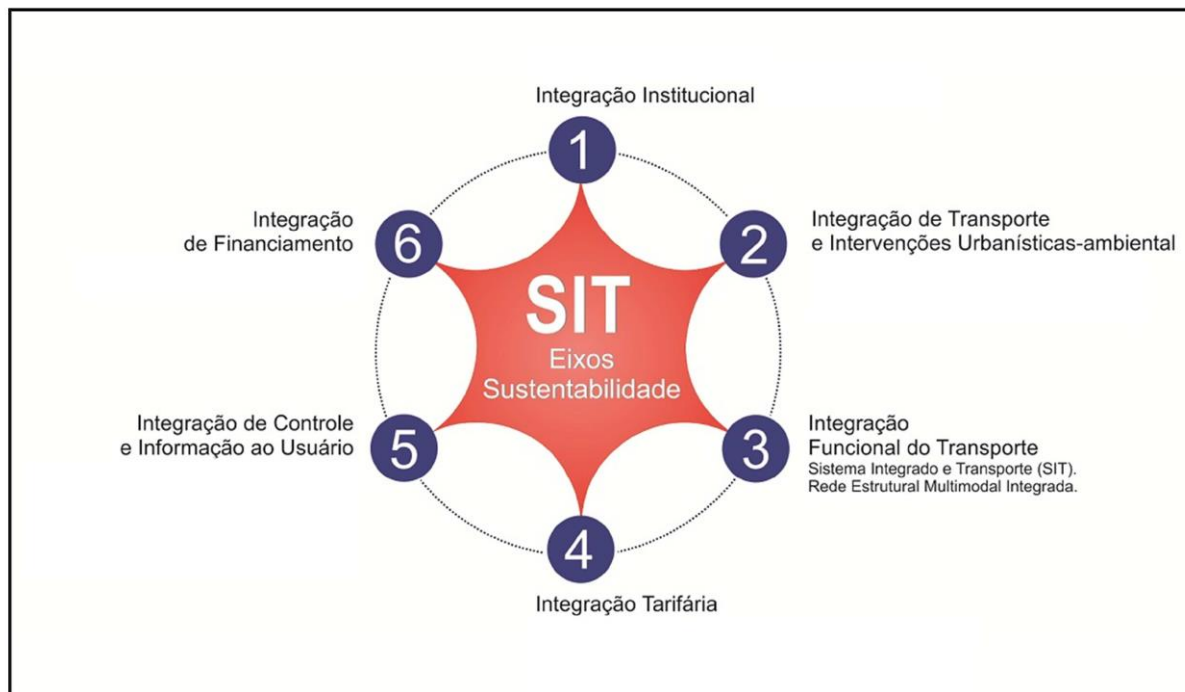 1
Integração Institucional
2
Integração de Transporte
e Intervenções Urbanísticas-ambiental
3
Integração
Funcional do Transporte
Sistema Integrado e Transporte (SIT).
Rede Estrutural Multimodal Integrada.
4
Integração Tarifária
5
Integração de Controle
e Informação ao Usuário
6
Integração
de Financiamento
SIT
Eixos
Sustentabilidade